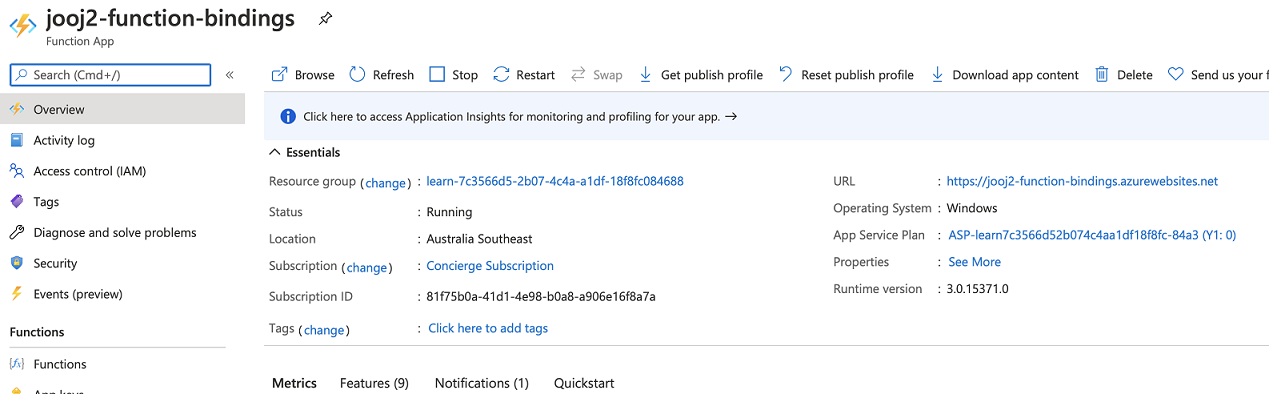 jooj2-function-bindings
Function App
Search (Cmd+/)
«
Browse Refresh Stop Restart Swap Get publish profile Reset publish profile Download app content Delete Send us your f
Overview
Activity log
Access control (IAM)
Tags
Diagnose and solve problems
Security
Events (preview)
Functions
Functions
App keys
Click here to access Application Insights for monitoring and profiling for your app. →
Essentials
Resource group (change) : learn-7c3566d5-2b07-4c4a-a1df-18f8fc084688
Status : Running
Location : Australia Southeast
Subscription (change) : Concierge Subscription
Subscription ID : 81f75b0a-41d1-4e98-b0a8-a906e16f8a7a
Tags (change) : Click here to add tags
URL : https://jooj2-function-bindings.azurewebsites.net
Operating System : Windows
App Service Plan : ASP-learn7c3566d52b074c4aa1df18f8fc-84a3 (Y1: 0)
Properties : See More
Runtime version : 3.0.15371.0
Metrics Features (9) Notifications (1) Quickstart